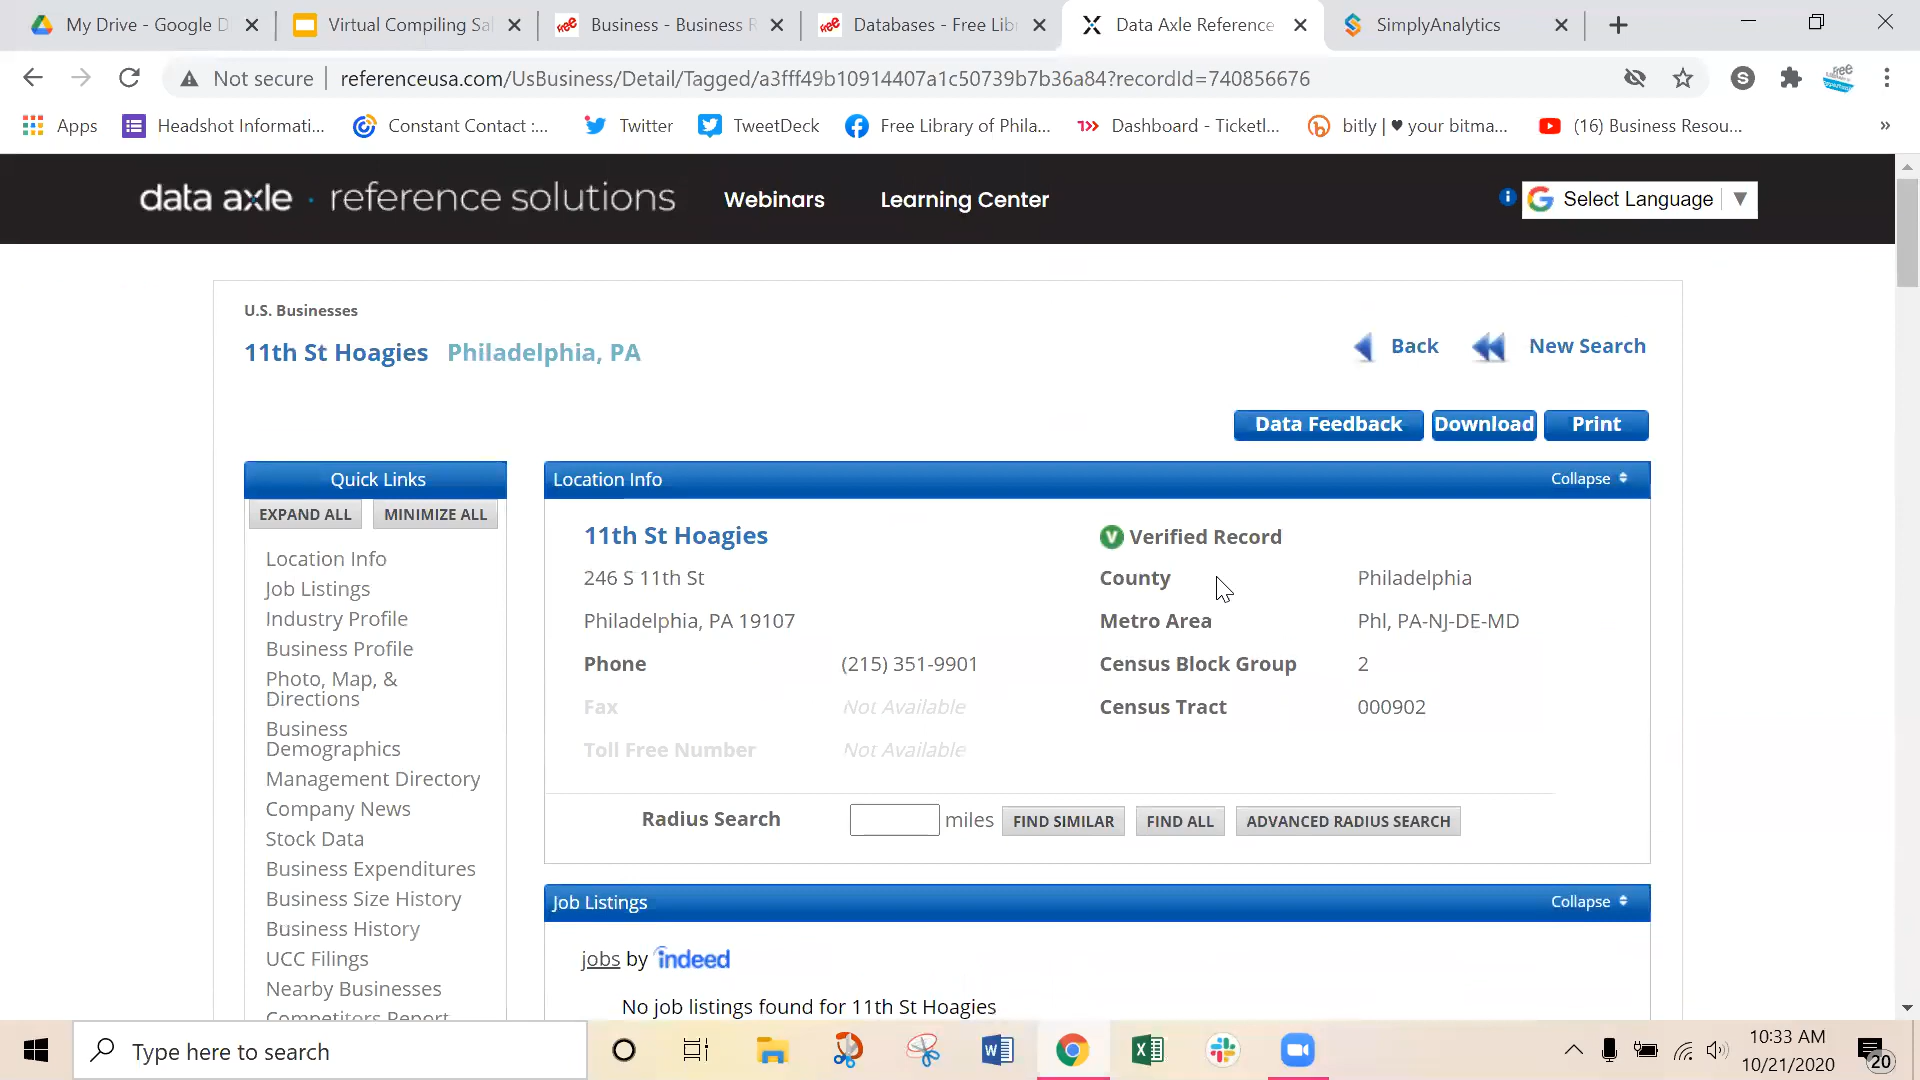 My Drive - Google D
Virtual Compiling Sal
Business - Business R
Databases - Free Libr
Data Axle Reference
SimplyAnalytics
Not secure
referenceusa.com/UsBusiness/Detail/Tagged/a3fff49b10914407a1c50739b7b36a84?recordId=740856676
S
Apps
Headshot Informati...
Constant Contact :...
Twitter
TweetDeck
Free Library of Phila...
Dashboard - Ticketl...
bitly | ♥ your bitma...
(16) Business Resou...
»
data axle · reference solutions
Webinars
Learning Center
Select Language
U.S. Businesses
11th St Hoagies Philadelphia, PA
Back
New Search
Data Feedback
Download
Print
Quick Links
EXPAND ALL
MINIMIZE ALL
Location Info
Job Listings
Industry Profile
Business Profile
Photo, Map, &
Directions
Business
Demographics
Management Directory
Company News
Stock Data
Business Expenditures
Business Size History
Business History
UCC Filings
Nearby Businesses
Competitors Report
Location Info
Collapse
11th St Hoagies
Verified Record
246 S 11th St
County Philadelphia
Philadelphia, PA 19107
Metro Area Phl, PA-NJ-DE-MD
Phone (215) 351-9901
Census Block Group 2
Fax Not Available
Census Tract 000902
Toll Free Number Not Available
Radius Search miles
FIND SIMILAR
FIND ALL
ADVANCED RADIUS SEARCH
Job Listings
Collapse
jobs by indeed
No job listings found for 11th St Hoagies
Type here to search
10:33 AM
10/21/2020
20